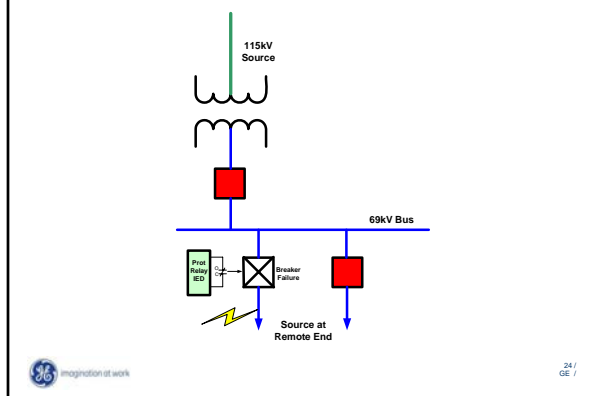 115kV
Source
69kV Bus
Prot
Relay
IED
Breaker
Failure
Source at
Remote End
imagination at work
24 /
GE /